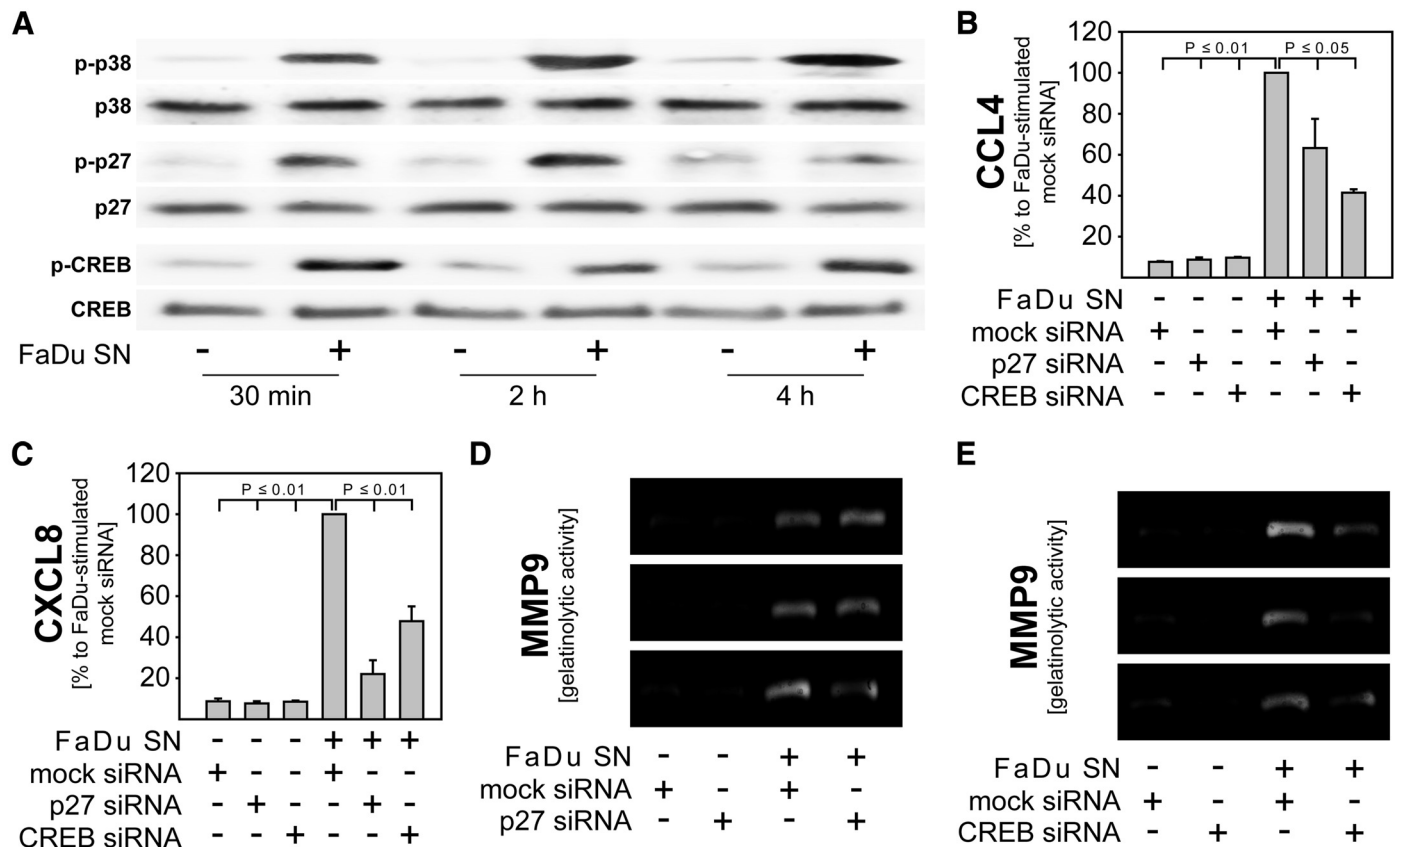 A
p-p38
p38
p-p27
p27
p-CREB
CREB
FaDu SN - + - + - +
30 min 2 h 4 h
B
CCL4
[% to FaDu-stimulated
mock siRNA]
120
100
80
60
40
20
P ≤ 0.01 P ≤ 0.05
FaDu SN - - - + + +
mock siRNA + - - + - -
p27 siRNA - + - - + -
CREB siRNA - - + - - +
C
CXCL8
[% to FaDu-stimulated
mock siRNA]
120
100
80
60
40
20
P ≤ 0.01 P ≤ 0.01
FaDu SN - - - + + +
mock siRNA + - - + - -
p27 siRNA - + - - + -
CREB siRNA - - + - - +
D
MMP9
[gelatinolytic activity]
FaDu SN - - + +
mock siRNA + - + -
p27 siRNA - + - +
E
MMP9
[gelatinolytic activity]
FaDu SN - - + +
mock siRNA + - + -
CREB siRNA - + - +